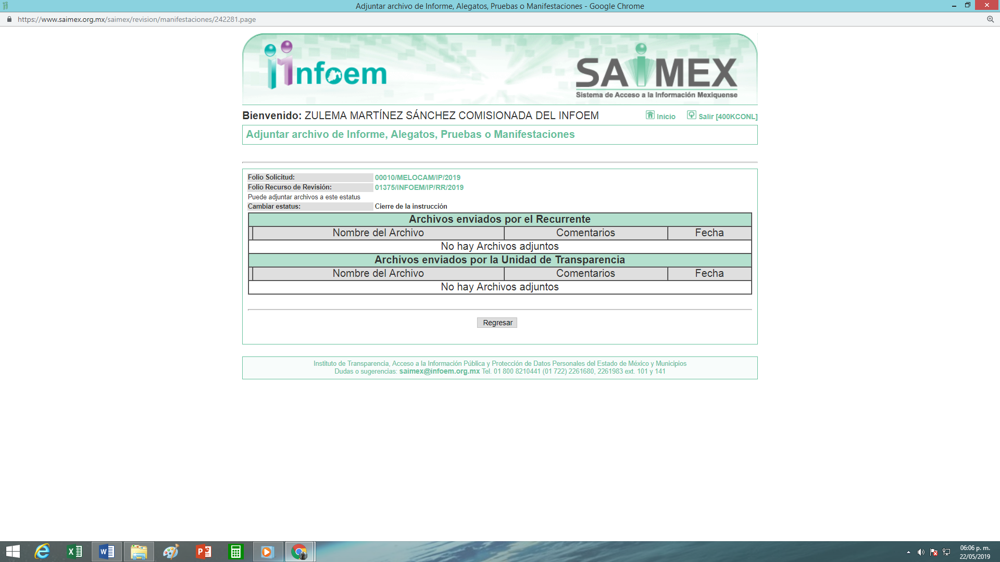 Adjuntar archivo de Informe, Alegatos, Pruebas o Manifestaciones - Google Chrome
https://www.saimex.org.mx/saimex/revision/manifestaciones/242281.page
infoem
SAIMEX
Sistema de Acceso a la Información Mexiquense
Bienvenido: ZULEMA MARTÍNEZ SÁNCHEZ COMISIONADA DEL INFOEM
Inicio
Salir [400KCONL]
Adjuntar archivo de Informe, Alegatos, Pruebas o Manifestaciones
Folio Solicitud: 00010/MELOCAM/IP/2019
Folio Recurso de Revisión: 01375/INFOEM/IP/RR/2019
Puede adjuntar archivos a este estatus
Cambiar estatus: Cierre de la instrucción
Archivos enviados por el Recurrente
Nombre del Archivo Comentarios Fecha
No hay Archivos adjuntos
Archivos enviados por la Unidad de Transparencia
Nombre del Archivo Comentarios Fecha
No hay Archivos adjuntos
Regresar
Instituto de Transparencia, Acceso a la Información Pública y Protección de Datos Personales del Estado de México y Municipios
Dudas o sugerencias: saimex@infoem.org.mx Tel. 01 800 8210441 (01 722) 2261680, 2261983 ext. 101 y 141
06:06 p. m.
22/05/2019